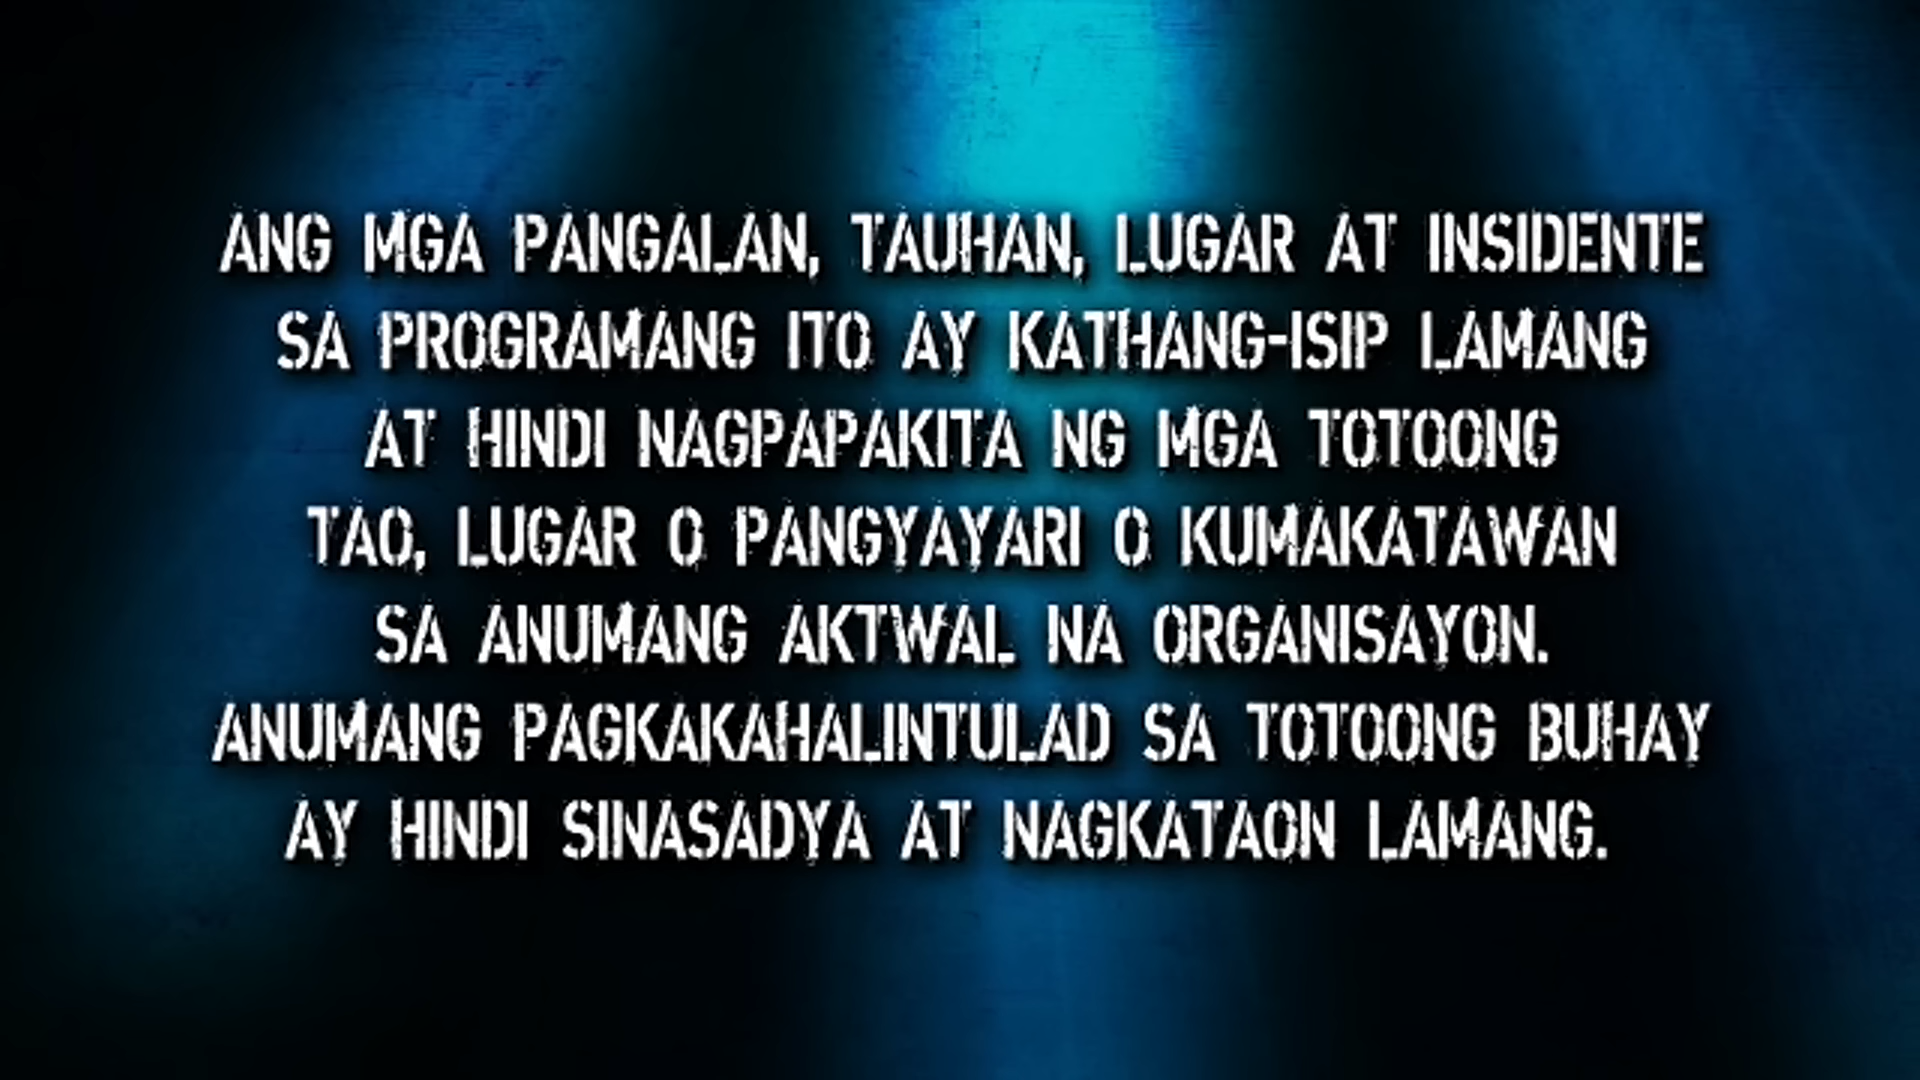 ANG MGA PANGALAN, TAUHAN, LUGAR AT INSIDENTE
SA PROGRAMANG ITO AY KATHANG-ISIP LAMANG
AT HINDI NAGPAPAKITA NG MGA TOTOONG
TAO, LUGAR O PANGYAYARI O KUMAKATAWAN
SA ANUMANG AKTWAL NA ORGANISAYON.
ANUMANG PAGKAKAHALINTULAD SA TOTOONG BUHAY
AY HINDI SINASADYA AT NAGKATAON LAMANG.